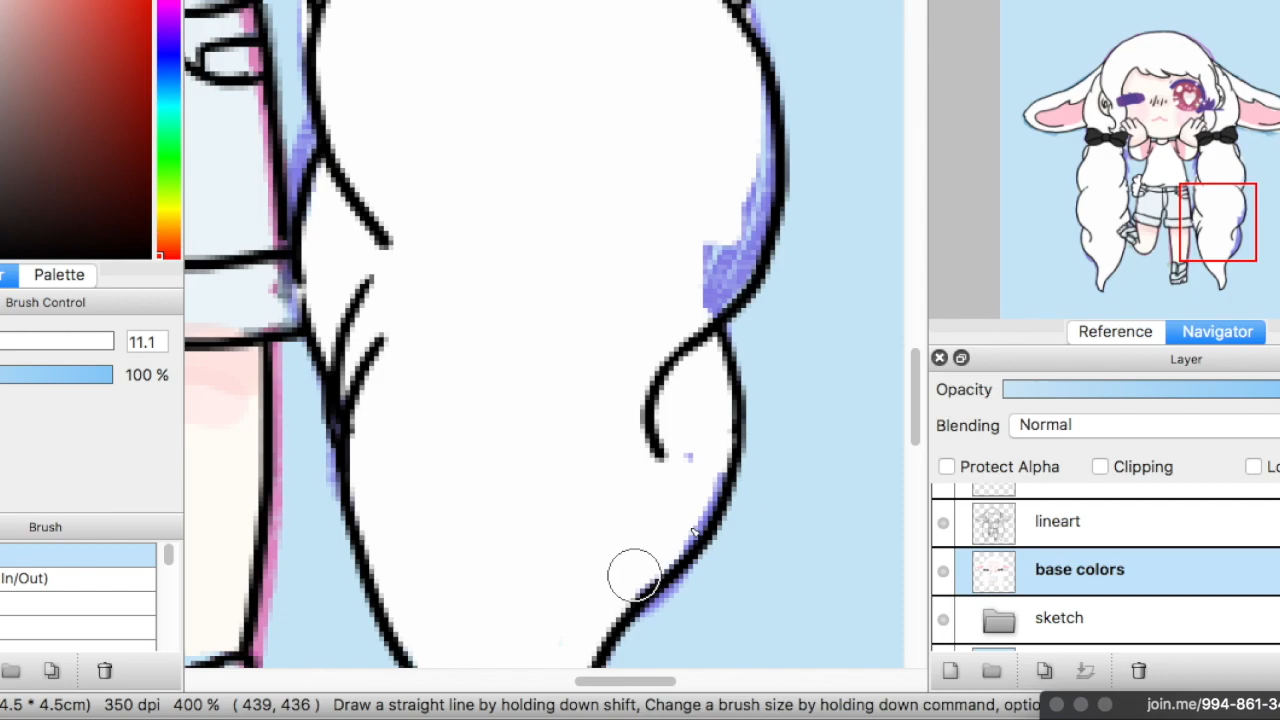 Palette
Brush Control
11.1
100 %
Brush
In/Out)
Reference
Navigator
Layer
Opacity
Blending
Normal
Protect Alpha
Clipping
lineart
base colors
sketch
4.5 * 4.5cm) 350 dpi 400 % ( 439, 436 ) Draw a straight line by holding down shift, Change a brush size by holding down command, optio
join.me/994-861-3